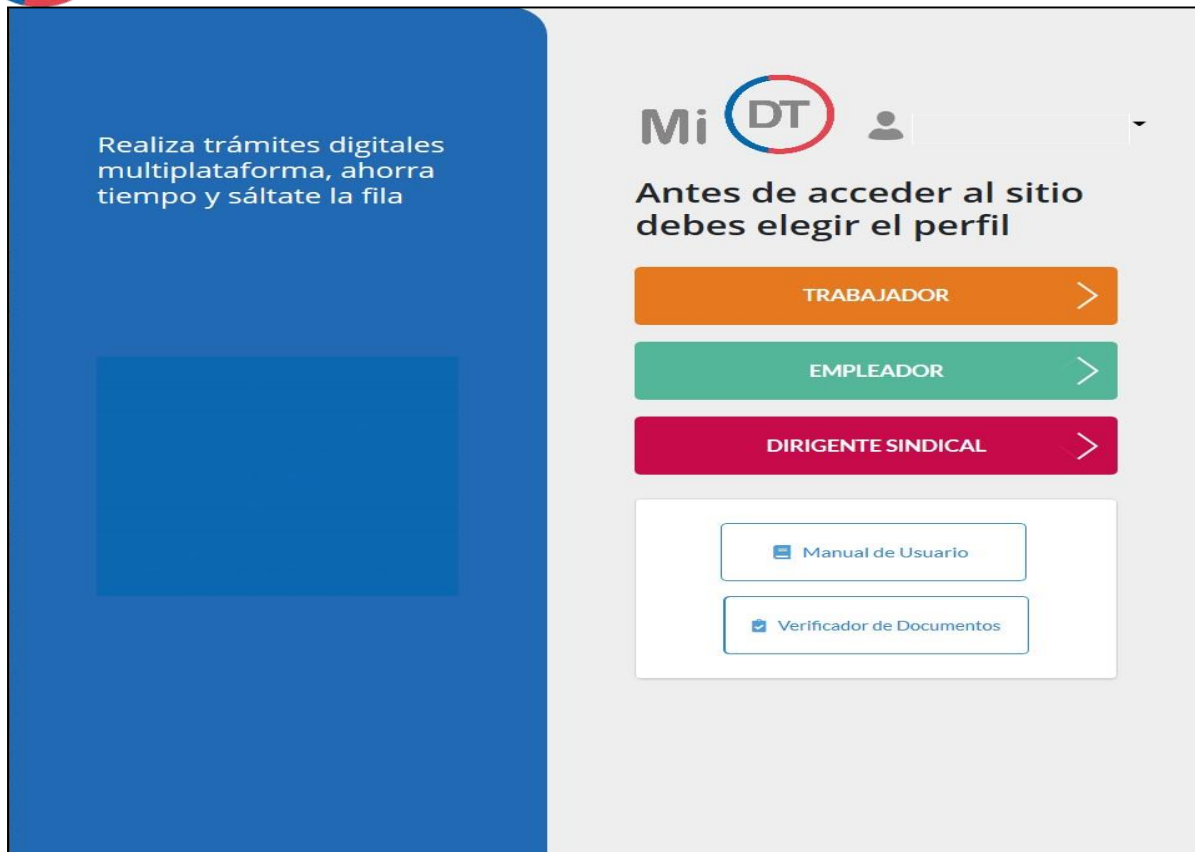 Realiza trámites digitales
multiplataforma, ahorra
tiempo y sáltate la fila
Mi DT
Antes de acceder al sitio
debes elegir el perfil
TRABAJADOR
EMPLEADOR
DIRIGENTE SINDICAL
Manual de Usuario
Verificador de Documentos